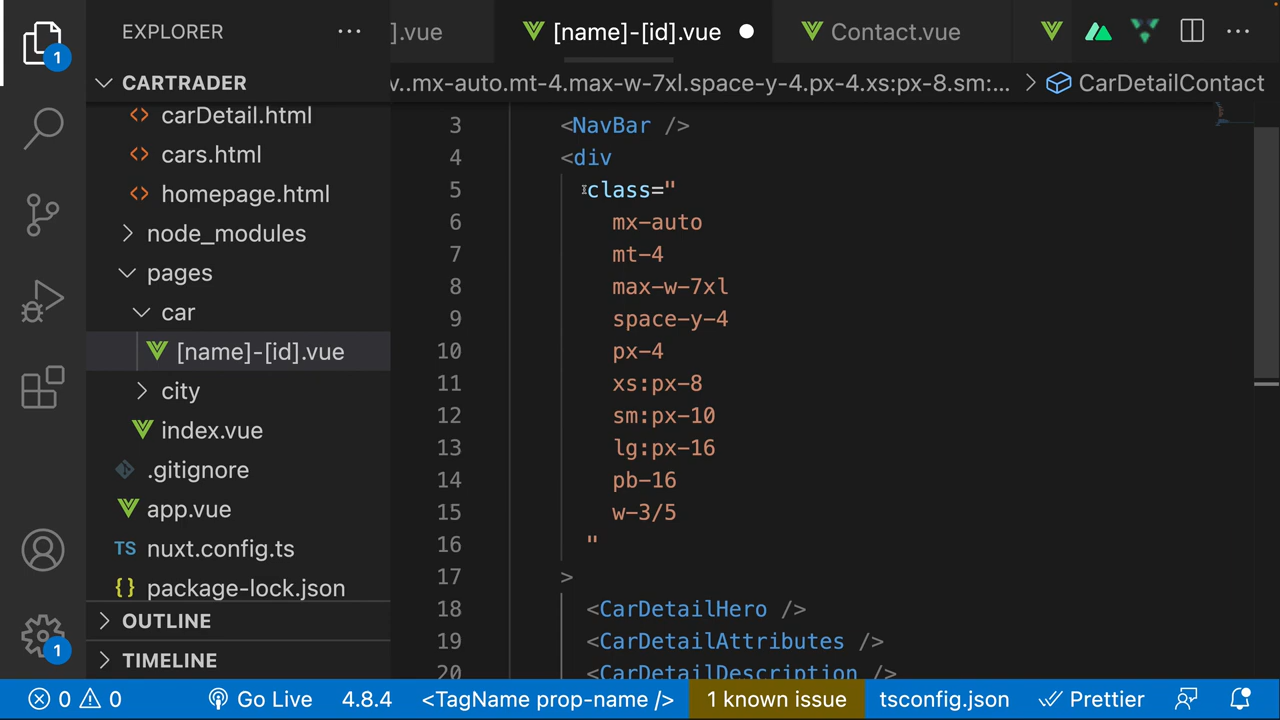 EXPLORER
].vue
[name]-[id].vue
Contact.vue
1
CARTRADER
v..mx-auto.mt-4.max-w-7xl.space-y-4.px-4.xs:px-8.sm:...
CarDetailContact
carDetail.html
cars.html
homepage.html
node_modules
pages
car
[name]-[id].vue
city
index.vue
.gitignore
app.vue
TS nuxt.config.ts
{} package-lock.json
OUTLINE
TIMELINE
1
3 <NavBar />
4 <div
5 class="
6 mx-auto
7 mt-4
8 max-w-7xl
9 space-y-4
10 px-4
11 xs:px-8
12 sm:px-10
13 lg:px-16
14 pb-16
15 w-3/5
16 "
17 >
18 <CarDetailHero />
19 <CarDetailAttributes />
20 <CarDetailDescription />
0 0 Go Live 4.8.4 <TagName prop-name /> 1 known issue tsconfig.json Prettier